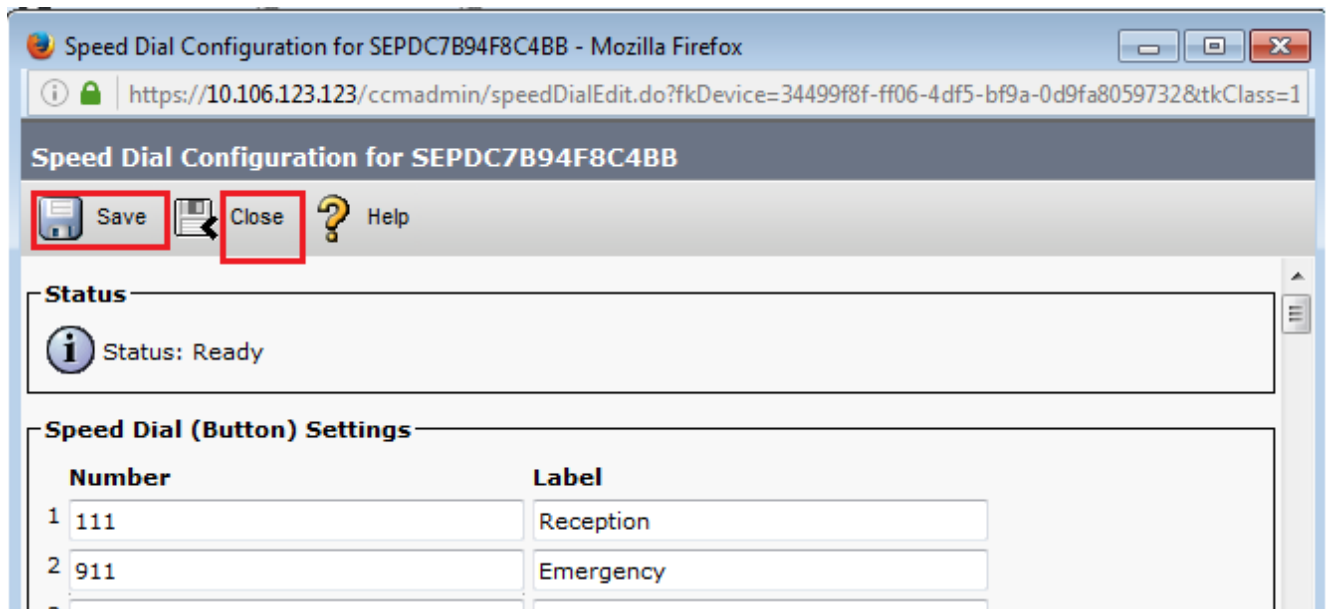 Speed Dial Configuration for SEPDC7B94F8C4BB - Mozilla Firefox
https://10.106.123.123/ccmadmin/speedDialEdit.do?fkDevice=34499f8f-ff06-4df5-bf9a-0d9fa8059732&tkClass=1
Speed Dial Configuration for SEPDC7B94F8C4BB
Save Close Help
Status
Status: Ready
Speed Dial (Button) Settings
Number Label
1 111 Reception
2 911 Emergency